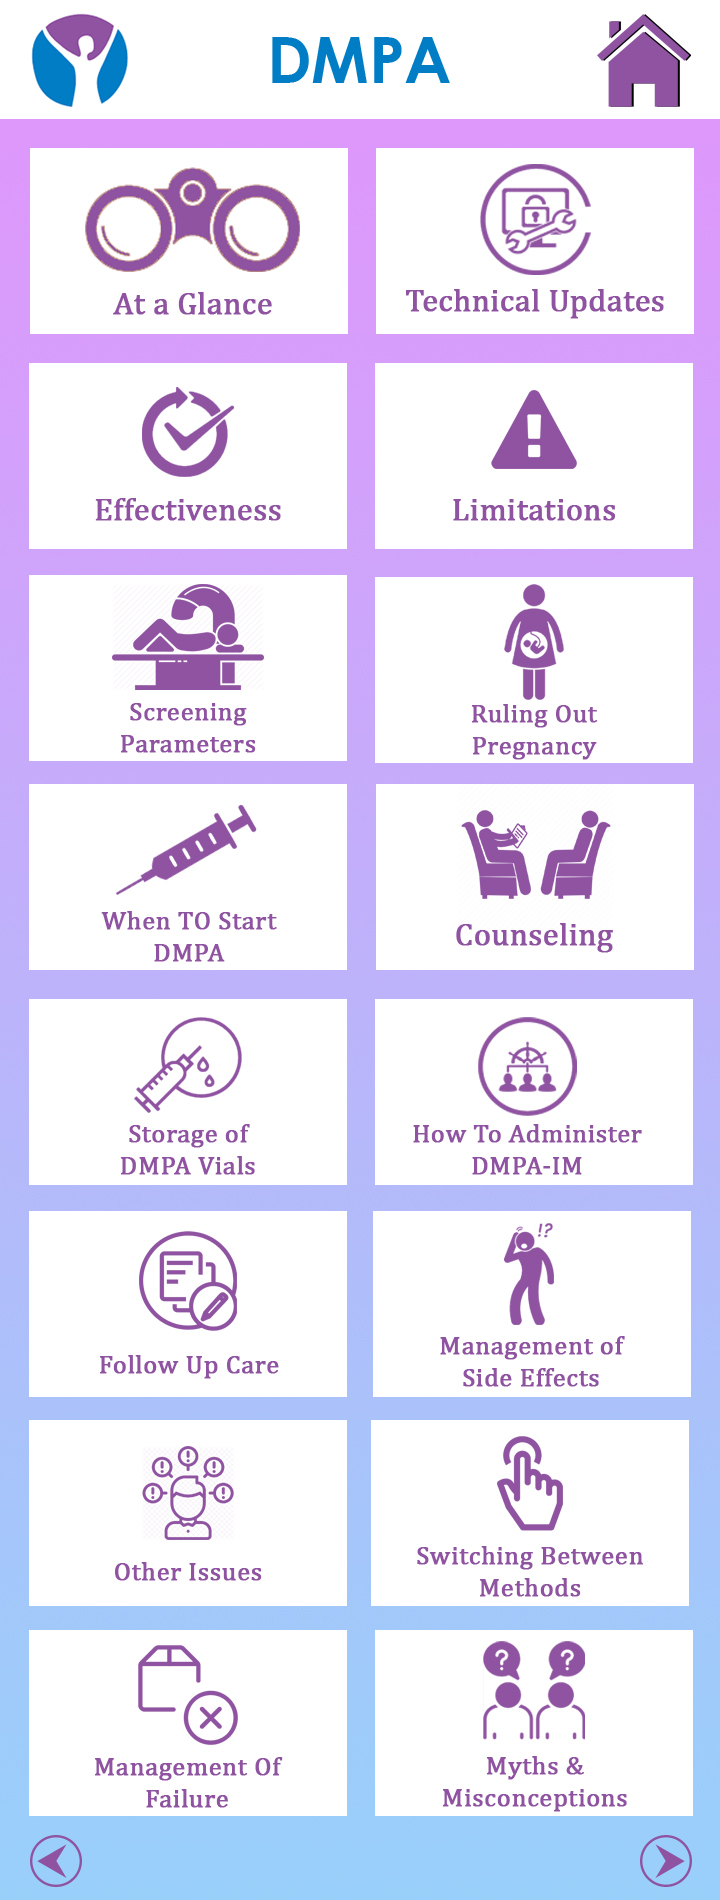 DMPA
At a Glance
Technical Updates
Effectiveness
Limitations
Screening
Parameters
Ruling Out
Pregnancy
When TO Start
DMPA
Counseling
Storage of
DMPA Vials
How To Administer
DMPA-IM
Follow Up Care
!?
Management of
Side Effects
Other Issues
Switching Between
Methods
Management Of
Failure
? ?
Myths &
Misconceptions